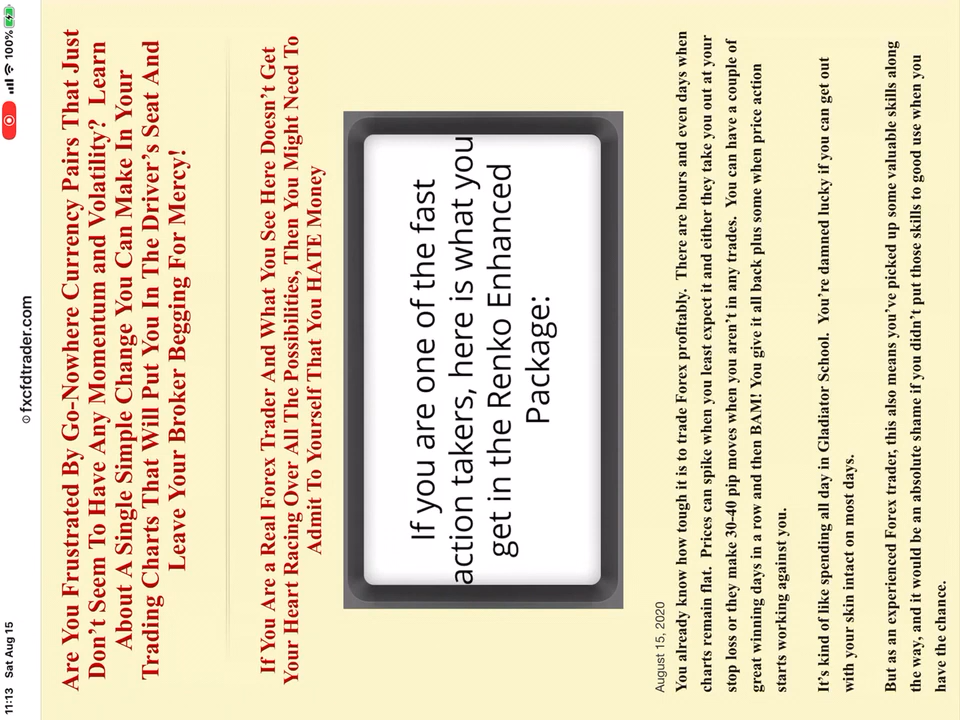 11:13 Sat Aug 15
100%
fxcfdtrader.com
Are You Frustrated By Go-Nowhere Currency Pairs That Just
Don't Seem To Have Any Momentum and Volatility? Learn
About A Single Simple Change You Can Make In Your
Trading Charts That Will Put You In The Driver's Seat And
Leave Your Broker Begging For Mercy!
If You Are a Real Forex Trader And What You See Here Doesn't Get
Your Heart Racing Over All The Possibilities, Then You Might Need To
Admit To Yourself That You HATE Money
If you are one of the fast
action takers, here is what you
get in the Renko Enhanced
Package:
August 15, 2020
You already know how tough it is to trade Forex profitably. There are hours and even days when
charts remain flat. Prices can spike when you least expect it and either they take you out at your
stop loss or they make 30-40 pip moves when you aren't in any trades. You can have a couple of
great winning days in a row and then BAM! You give it all back plus some when price action
starts working against you.
It's kind of like spending all day in Gladiator School. You're damned lucky if you can get out
with your skin intact on most days.
But as an experienced Forex trader, this also means you've picked up some valuable skills along
the way, and it would be an absolute shame if you didn't put those skills to good use when you
have the chance.